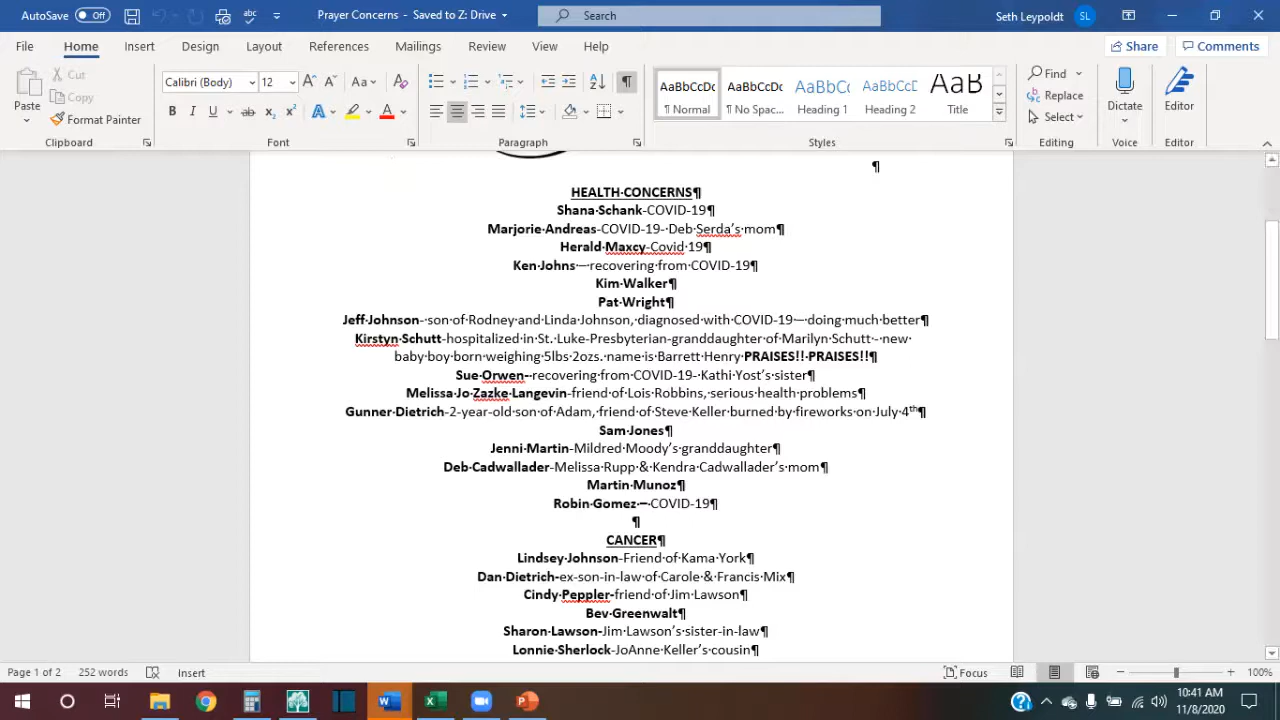 AutoSave Off Prayer Concerns - Saved to Z: Drive Search Seth Leypoldt SL
File Home Insert Design Layout References Mailings Review View Help Share Comments
Paste Cut Copy Format Painter
Calibri (Body) 12
AaBbCcDc AaBbCcDc AaBbCc AaBbCcD AaB
¶ Normal ¶ No Spac... Heading 1 Heading 2 Title
Find Replace Select Dictate Editor
Clipboard Font Paragraph Styles Editing Voice Editor
¶
HEALTH·CONCERNS¶
Shana·Schank-COVID-19¶
Marjorie·Andreas-COVID-19-·Deb·Serda's·mom¶
Herald·Maxcy-Covid·19¶
Ken·Johns·–·recovering·from·COVID-19¶
Kim·Walker¶
Pat·Wright¶
Jeff·Johnson-·son·of·Rodney·and·Linda·Johnson,·diagnosed·with·COVID-19·–·doing·much·better¶
Kirstyn·Schutt-hospitalized·in·St.·Luke-Presbyterian-granddaughter·of·Marilyn·Schutt·-·new·
baby·boy·born·weighing·5lbs·2ozs.·name·is·Barrett·Henry·PRAISES!!·PRAISES!!¶
Sue·Orwen-·recovering·from·COVID-19-·Kathi·Yost's·sister¶
Melissa·Jo·Zazke·Langevin-friend·of·Lois·Robbins,·serious·health·problems¶
Gunner·Dietrich-2-year-old·son·of·Adam,·friend·of·Steve·Keller·burned·by·fireworks·on·July·4th¶
Sam·Jones¶
Jenni·Martin-Mildred·Moody's·granddaughter¶
Deb·Cadwallader-Melissa·Rupp·&·Kendra·Cadwallader's·mom¶
Martin·Munoz¶
Robin·Gomez·–·COVID-19¶
¶
CANCER¶
Lindsey·Johnson-Friend·of·Kama·York¶
Dan·Dietrich-ex-son-in-law·of·Carole·&·Francis·Mix¶
Cindy·Peppler-friend·of·Jim·Lawson¶
Bev·Greenwalt¶
Sharon·Lawson-Jim·Lawson's·sister-in-law¶
Lonnie·Sherlock-JoAnne·Keller's·cousin¶
Page 1 of 2 252 words Insert Focus 100%
10:41 AM
11/8/2020